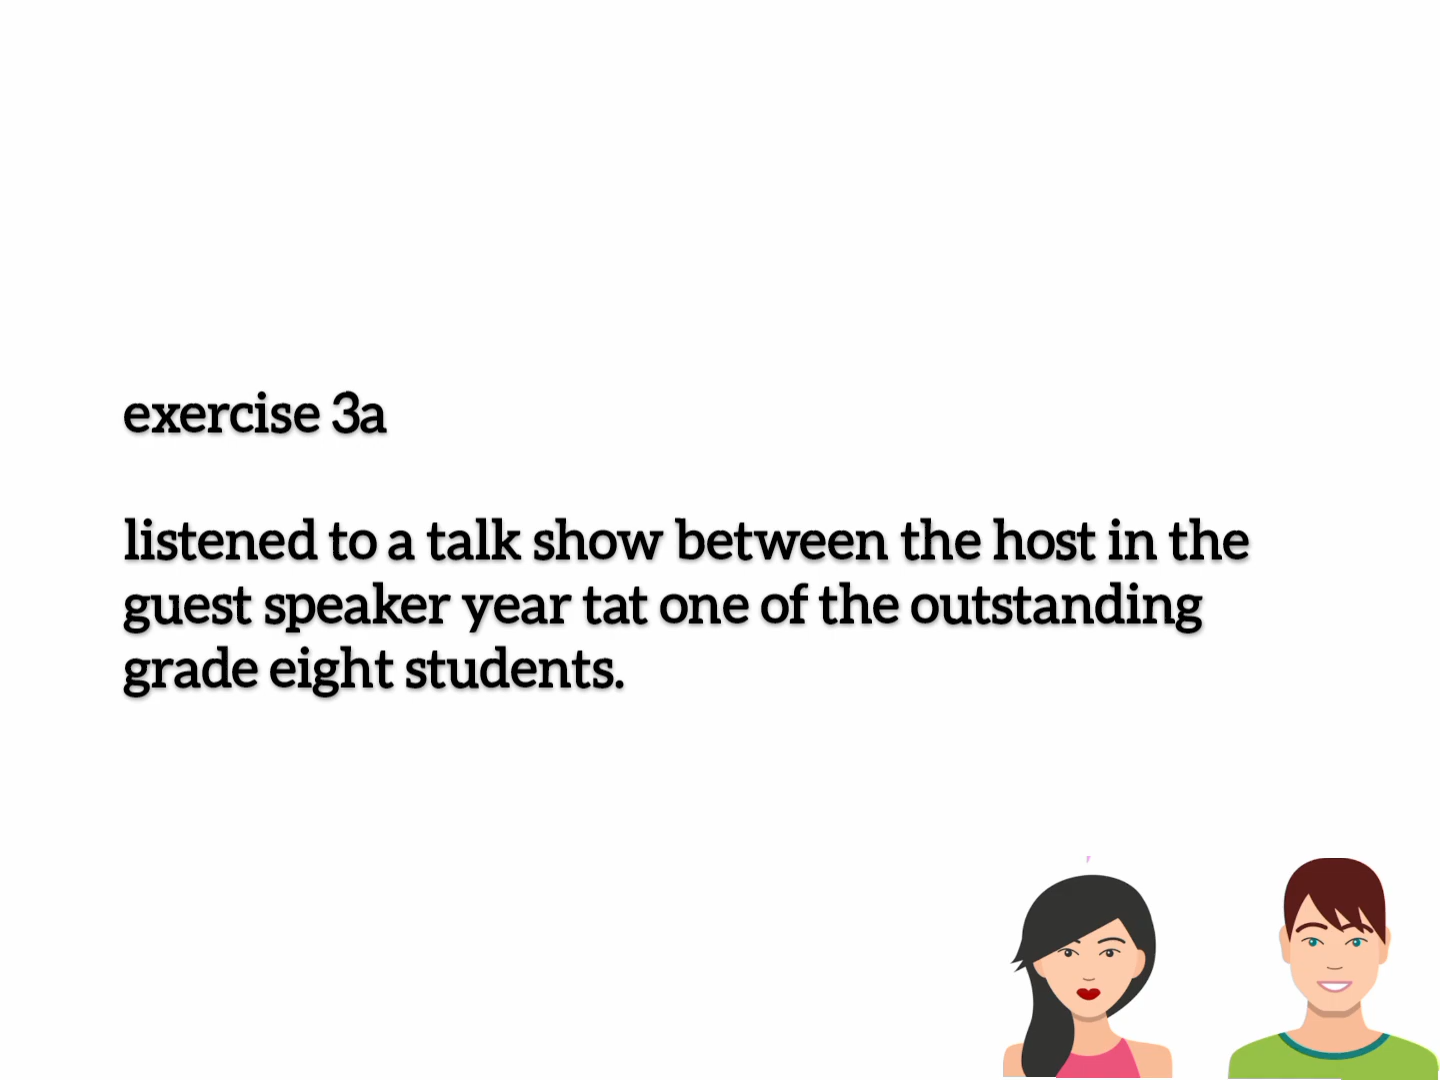 exercise 3a
listened to a talk show between the host in the
guest speaker year tat one of the outstanding
grade eight students.